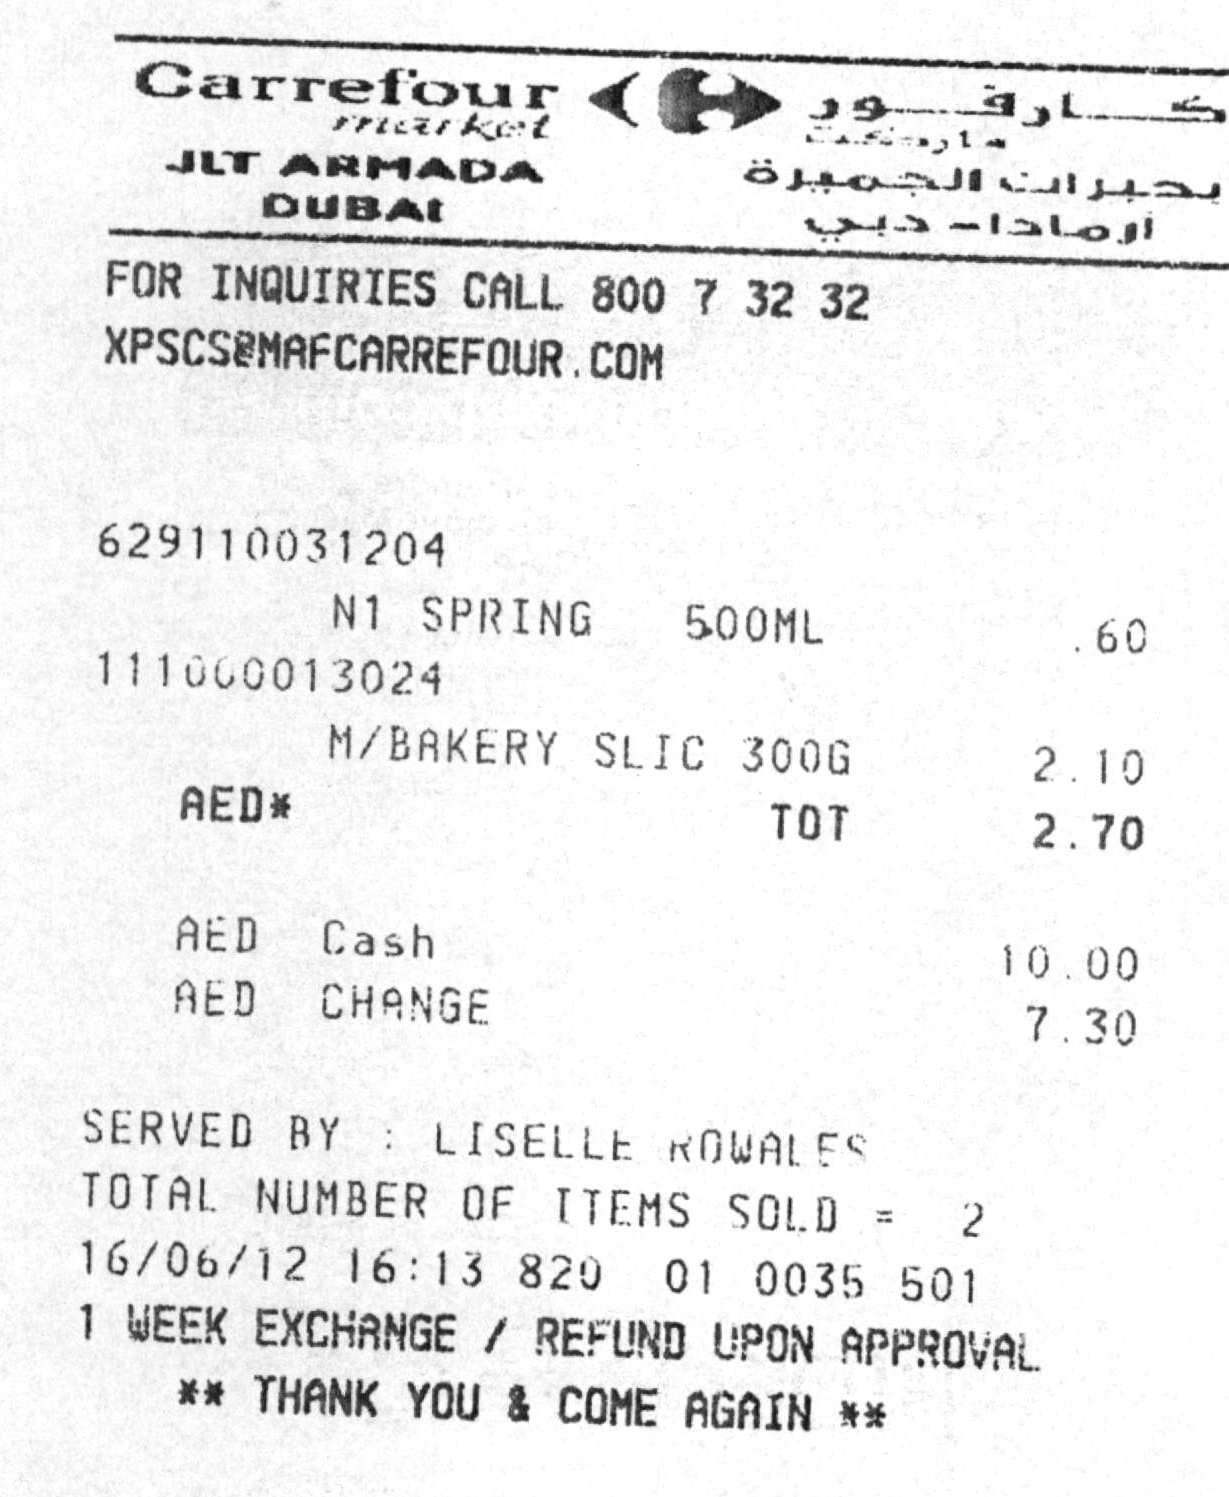 Carrefour
market
JLT ARMADA
DUBAI
كارفور
ماركت
بحيرات الجميرة
ارمادا - دبي
FOR INQUIRIES CALL 800 7 32 32
XPSCS@MAFCARREFOUR.COM
629110031204
N1 SPRING 500ML .60
111000013024
M/BAKERY SLIC 300G 2.10
AED* TOT 2.70
AED Cash 10.00
AED CHANGE 7.30
SERVED BY : LISELLE ROWALES
TOTAL NUMBER OF ITEMS SOLD = 2
16/06/12 16:13 820 01 0035 501
1 WEEK EXCHANGE / REFUND UPON APPROVAL
** THANK YOU & COME AGAIN **